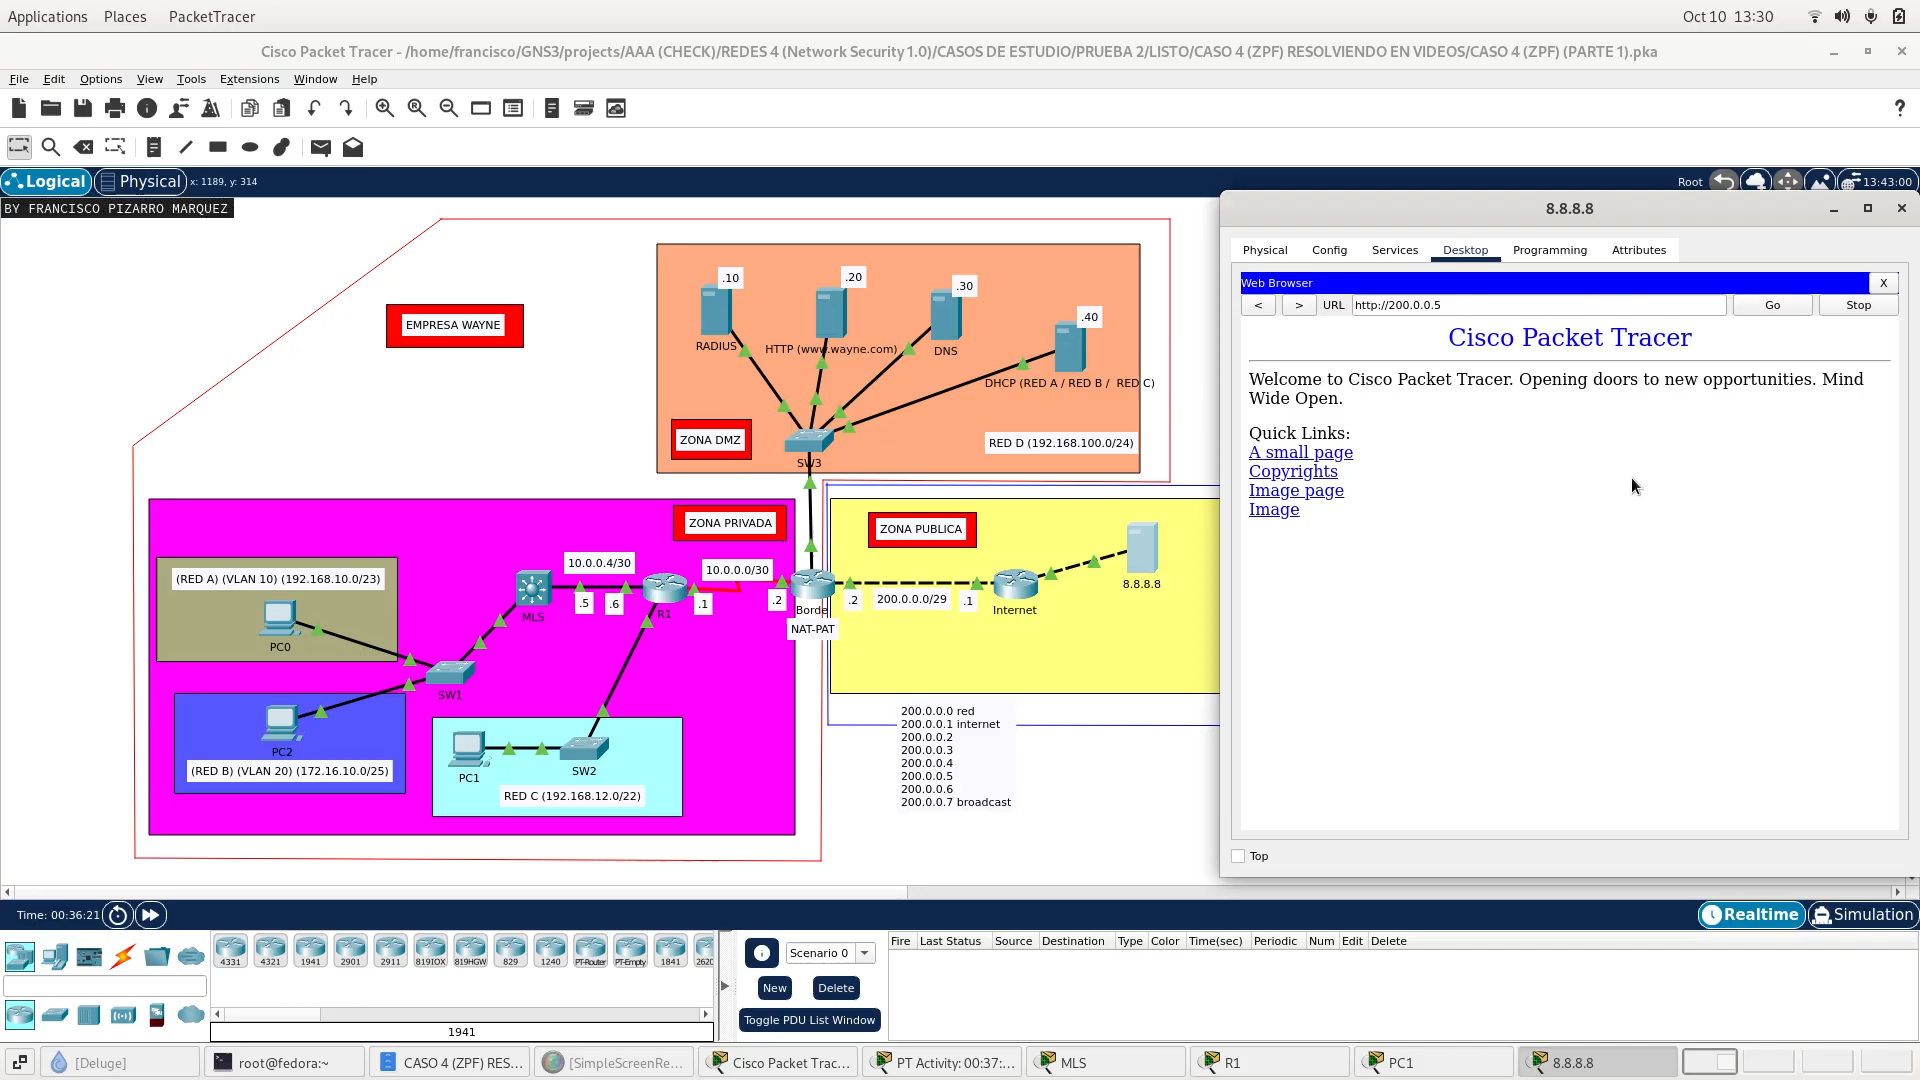 Applications Places PacketTracer Oct 10 13:30
Cisco Packet Tracer - /home/francisco/GNS3/projects/AAA (CHECK)/REDES 4 (Network Security 1.0)/CASOS DE ESTUDIO/PRUEBA 2/LISTO/CASO 4 (ZPF) RESOLVIENDO EN VIDEOS/CASO 4 (ZPF) (PARTE 1).pka
File Edit Options View Tools Extensions Window Help
Logical Physical x: 1189, y: 314 Root 13:43:00
BY FRANCISCO PIZARRO MARQUEZ
EMPRESA WAYNE
.10
.20
.30
.40
RADIUS
HTTP (www.wayne.com)
DNS
DHCP (RED A / RED B / RED C)
ZONA DMZ
RED D (192.168.100.0/24)
SW3
ZONA PRIVADA
ZONA PUBLICA
(RED A) (VLAN 10) (192.168.10.0/23)
PC0
10.0.0.4/30
10.0.0.0/30
MLS
.5
.6
R1
.1
.2
Borde
NAT-PAT
.2
200.0.0.0/29
.1
Internet
8.8.8.8
SW1
PC2
(RED B) (VLAN 20) (172.16.10.0/25)
PC1
SW2
RED C (192.168.12.0/22)
200.0.0.0 red
200.0.0.1 internet
200.0.0.2
200.0.0.3
200.0.0.4
200.0.0.5
200.0.0.6
200.0.0.7 broadcast
8.8.8.8
Physical Config Services Desktop Programming Attributes
Web Browser X
< > URL http://200.0.0.5 Go Stop
Cisco Packet Tracer
Welcome to Cisco Packet Tracer. Opening doors to new opportunities. Mind
Wide Open.
Quick Links:
A small page
Copyrights
Image page
Image
Top
Time: 00:36:21 Realtime Simulation
4331 4321 1941 2901 2911 819IOX 819HGW 829 1240 PT-Router PT-Empty 1841 2620
1941
Scenario 0
New Delete
Toggle PDU List Window
Fire Last Status Source Destination Type Color Time(sec) Periodic Num Edit Delete
[Deluge] root@fedora:~ CASO 4 (ZPF) RES... [SimpleScreenRe... Cisco Packet Trac... PT Activity: 00:37:... MLS R1 PC1 8.8.8.8